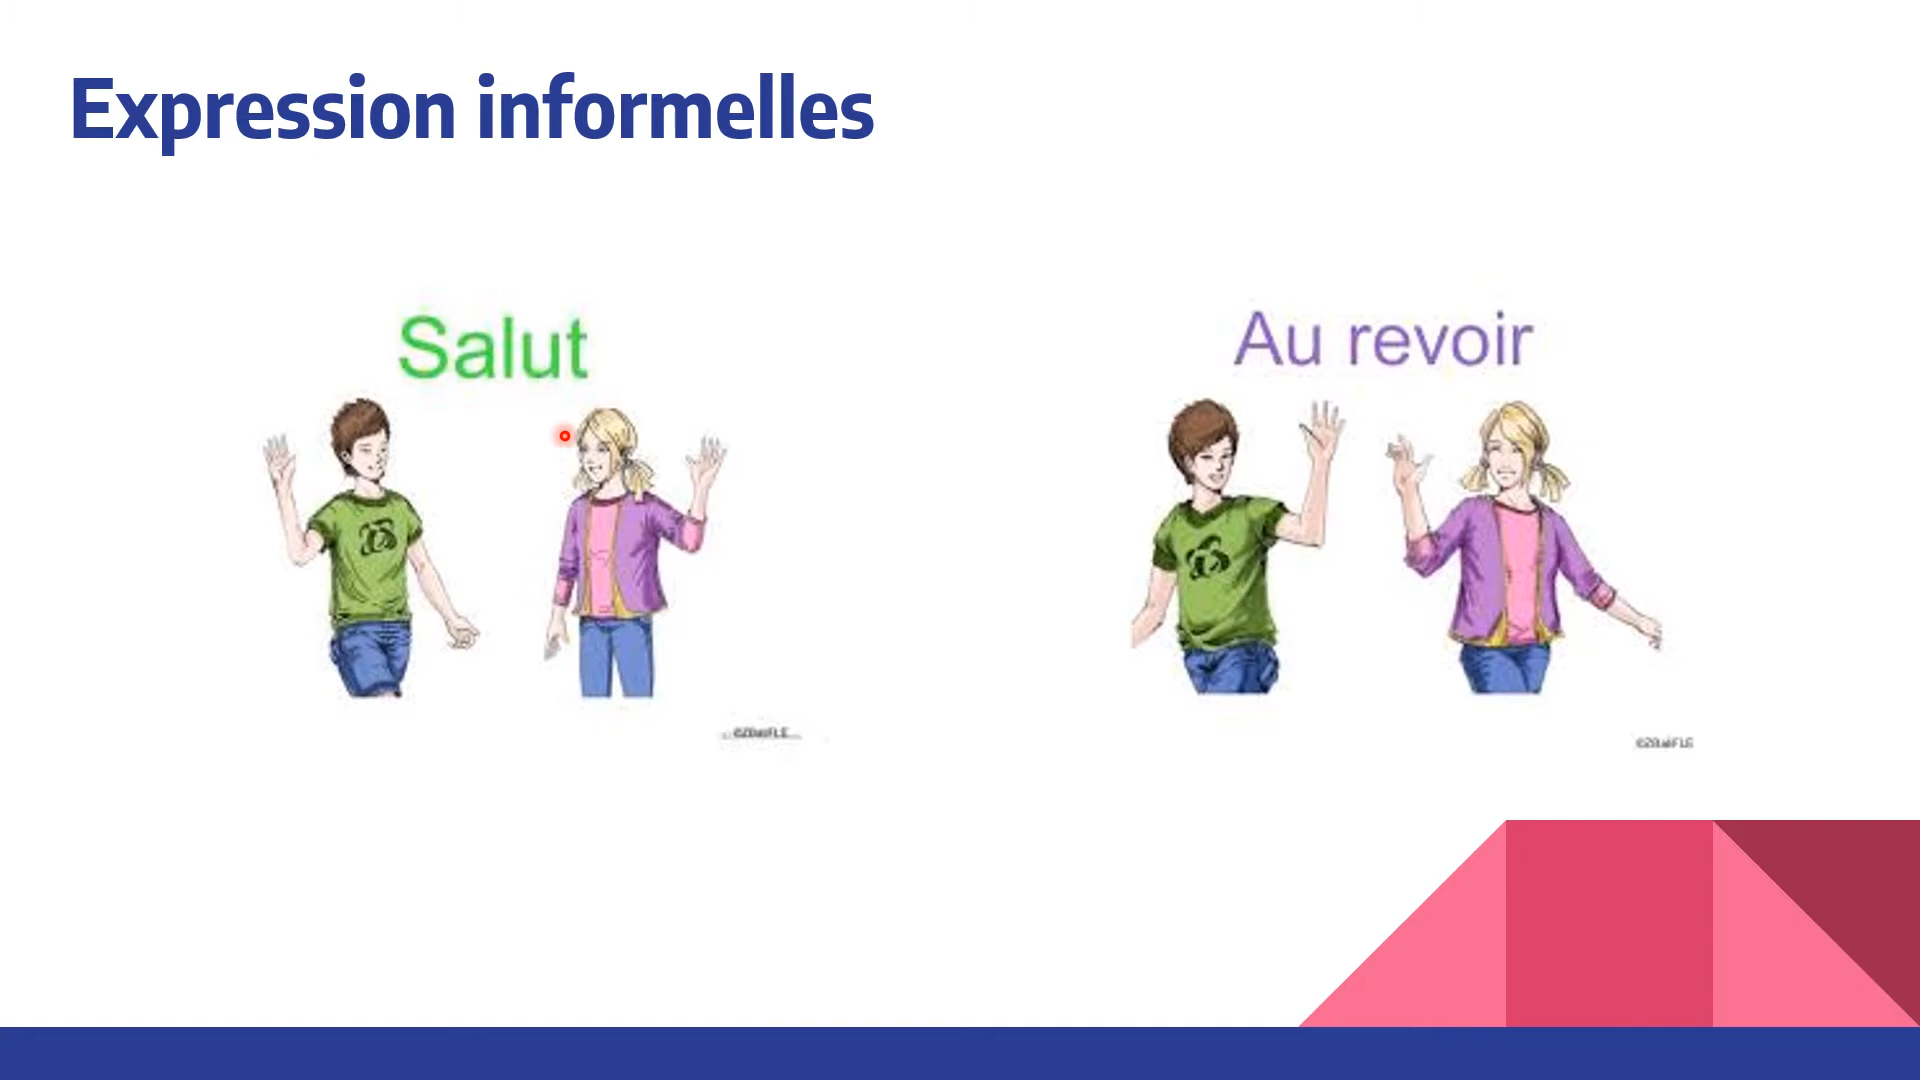 Expression informelles
Salut
Au revoir